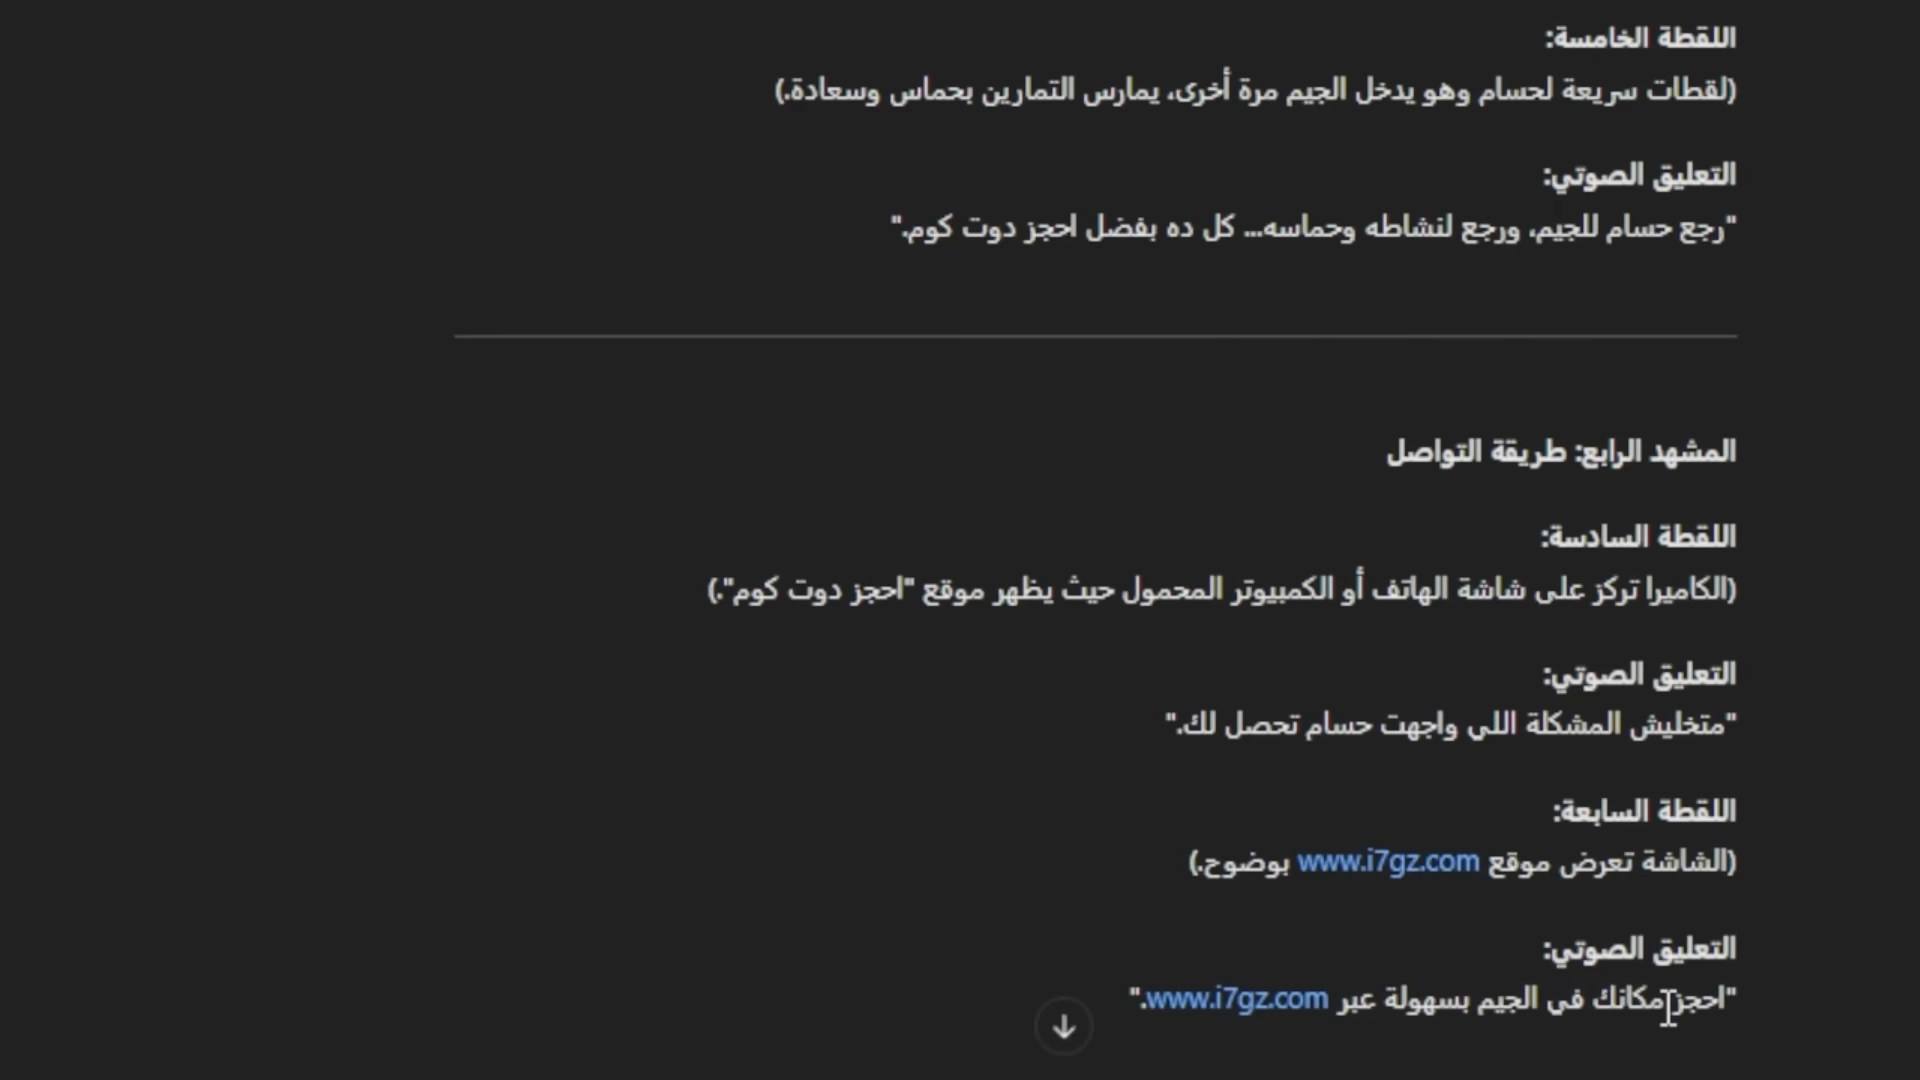 اللقطة الخامسة:
(لقطات سريعة لحسام وهو يدخل الجيم مرة أخرى، يمارس التمارين بحماس وسعادة.)
التعليق الصوتي:
"رجع حسام للجيم، ورجع لنشاطه وحماسه... كل ده بفضل احجز دوت كوم."
المشهد الرابع: طريقة التواصل
اللقطة السادسة:
(الكاميرا تركز على شاشة الهاتف أو الكمبيوتر المحمول حيث يظهر موقع "احجز دوت كوم".)
التعليق الصوتي:
"متخليش المشكلة اللي واجهت حسام تحصل لك."
اللقطة السابعة:
(الشاشة تعرض موقع www.i7gz.com بوضوح.)
التعليق الصوتي:
"احجز مكانك في الجيم بسهولة عبر www.i7gz.com."